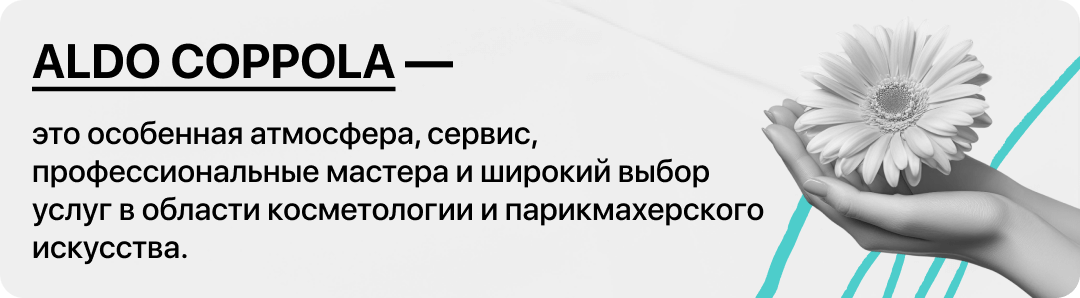 ALDO COPPOLA —
это особенная атмосфера, сервис,
профессиональные мастера и широкий выбор
услуг в области косметологии и парикмахерского
искусства.